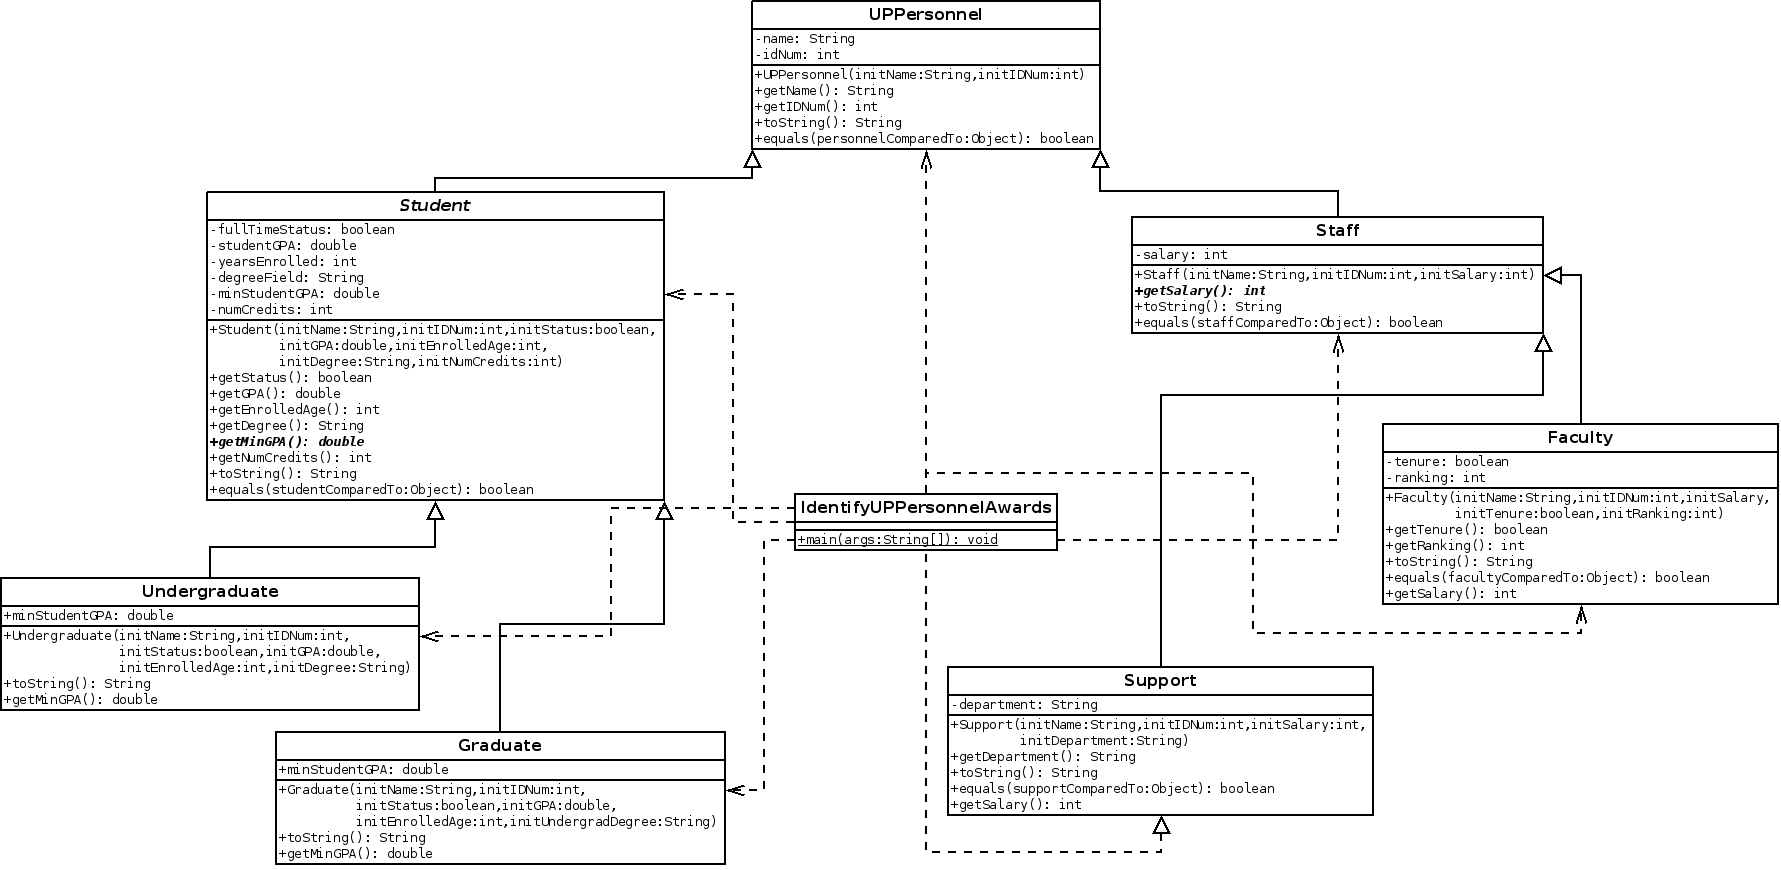 UPPersonnel
-name: String
-idNum: int
+UPPersonnel(initName:String,initIDNum:int)
+getName(): String
+getIDNum(): int
+toString(): String
+equals(personnelComparedTo:Object): boolean
Student
-fullTimeStatus: boolean
-studentGPA: double
-yearsEnrolled: int
-degreeField: String
-minStudentGPA: double
-numCredits: int
+Student(initName:String,initIDNum:int,initStatus:boolean,
initGPA:double,initEnrolledAge:int,
initDegree:String,initNumCredits:int)
+getStatus(): boolean
+getGPA(): double
+getEnrolledAge(): int
+getDegree(): String
+getMinGPA(): double
+getNumCredits(): int
+toString(): String
+equals(studentComparedTo:Object): boolean
Staff
-salary: int
+Staff(initName:String,initIDNum:int,initSalary:int)
+getSalary(): int
+toString(): String
+equals(staffComparedTo:Object): boolean
Faculty
-tenure: boolean
-ranking: int
+Faculty(initName:String,initIDNum:int,initSalary,
initTenure:boolean,initRanking:int)
+getTenure(): boolean
+getRanking(): int
+toString(): String
+equals(facultyComparedTo:Object): boolean
+getSalary(): int
IdentifyUPPersonnelAwards
+main(args:String[]): void
Undergraduate
+minStudentGPA: double
+Undergraduate(initName:String,initIDNum:int,
initStatus:boolean,initGPA:double,
initEnrolledAge:int,initDegree:String)
+toString(): String
+getMinGPA(): double
Graduate
+minStudentGPA: double
+Graduate(initName:String,initIDNum:int,
initStatus:boolean,initGPA:double,
initEnrolledAge:int,initUndergradDegree:String)
+toString(): String
+getMinGPA(): double
Support
-department: String
+Support(initName:String,initIDNum:int,initSalary:int,
initDepartment:String)
+getDepartment(): String
+toString(): String
+equals(supportComparedTo:Object): boolean
+getSalary(): int